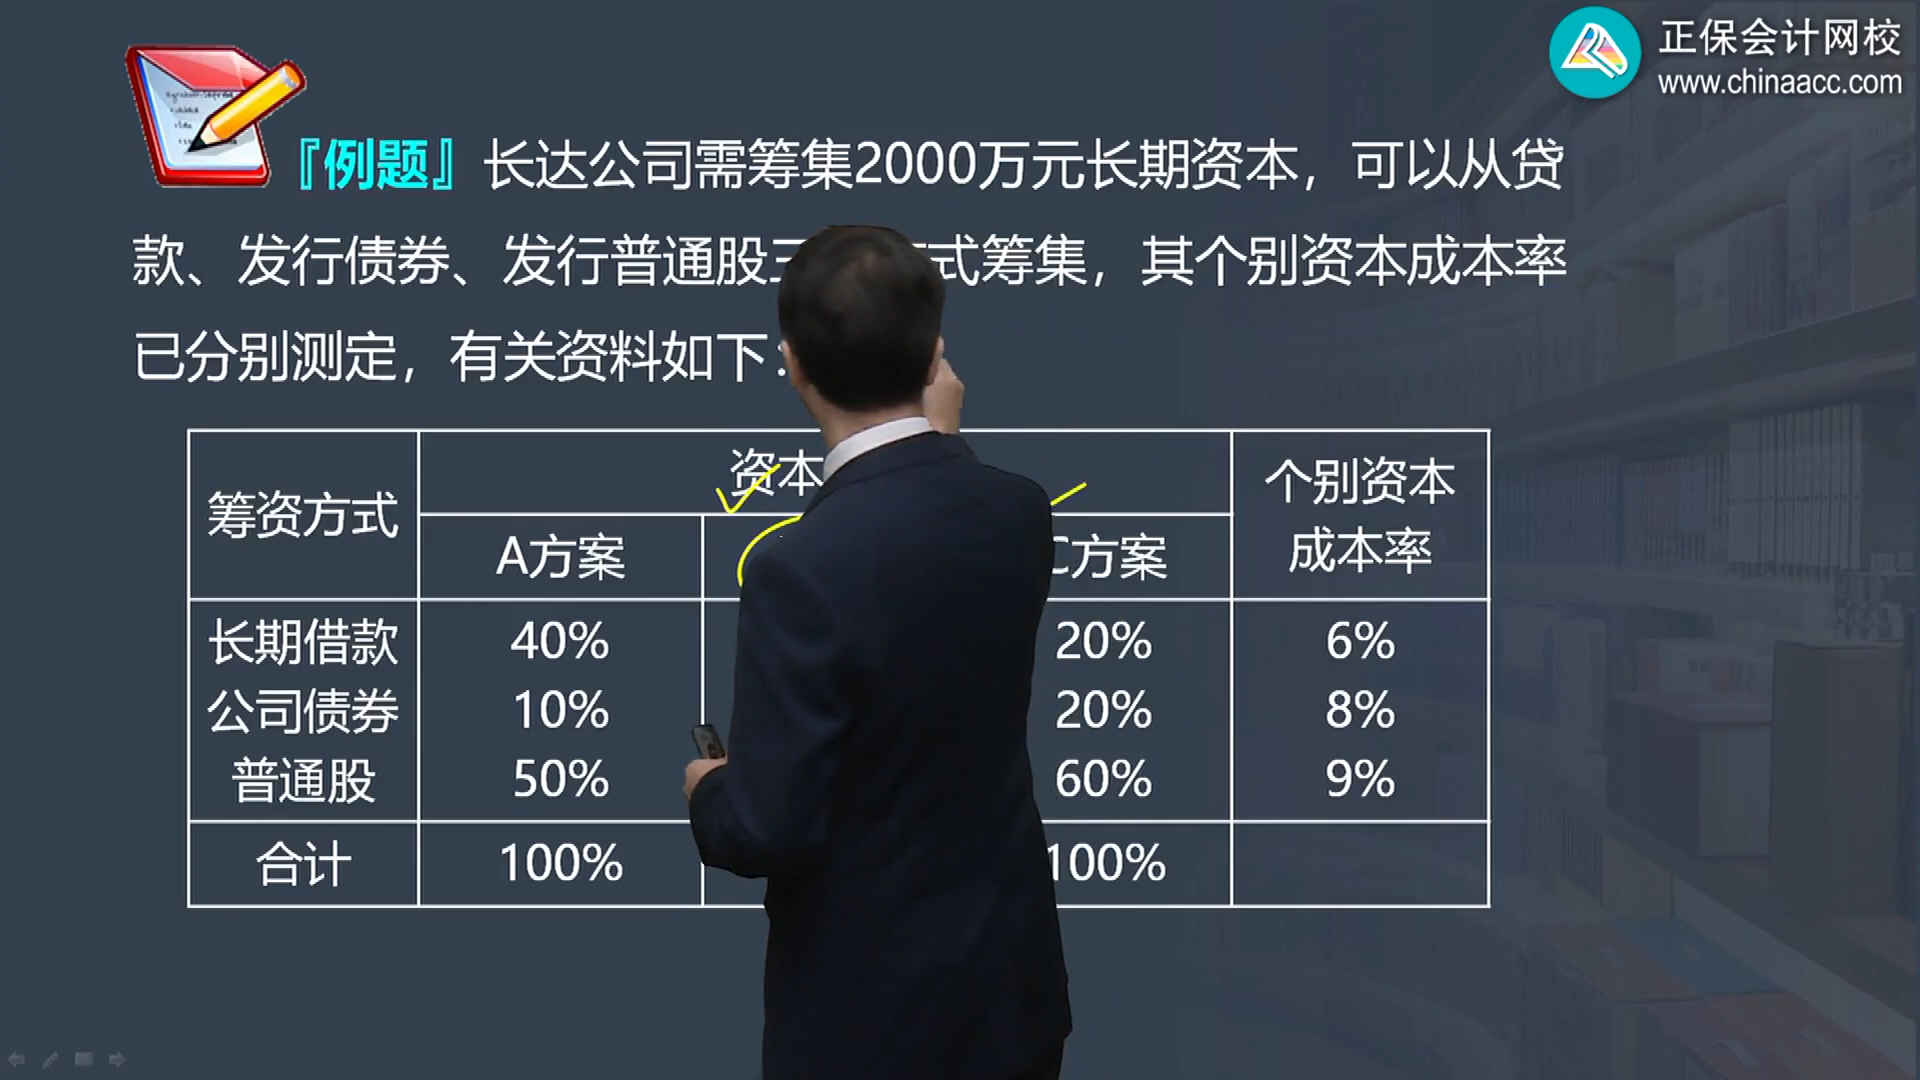 正保会计网校
www.chinaacc.com
『例题』长达公司需筹集2000万元长期资本，可以从贷
款、发行债券、发行普通股 式筹集，其个别资本成本率
已分别测定，有关资料如下：
筹资方式 资本 个别资本
成本率
A方案 C方案
长期借款 40% 20% 6%
公司债券 10% 20% 8%
普通股 50% 60% 9%
合计 100% 100%